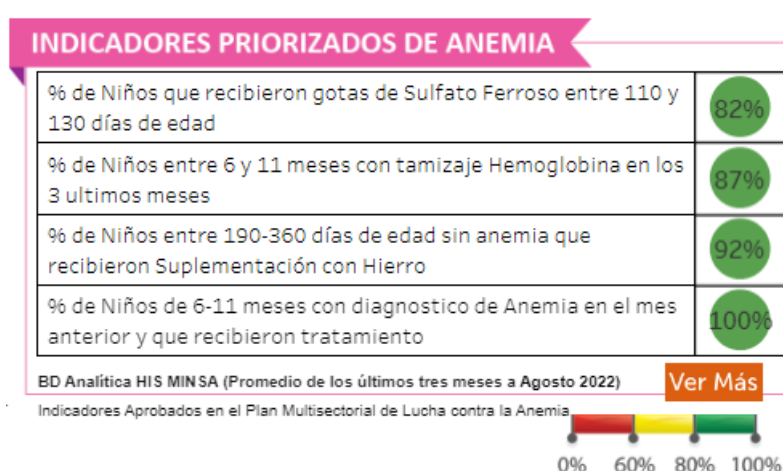 INDICADORES PRIORIZADOS DE ANEMIA
% de Niños que recibieron gotas de Sulfato Ferroso entre 110 y
130 días de edad
82%
% de Niños entre 6 y 11 meses con tamizaje Hemoglobina en los
3 ultimos meses
87%
% de Niños entre 190-360 días de edad sin anemia que
recibieron Suplementación con Hierro
92%
% de Niños de 6-11 meses con diagnostico de Anemia en el mes
anterior y que recibieron tratamiento
100%
BD Analítica HIS MINSA (Promedio de los últimos tres meses a Agosto 2022)
Ver Más
Indicadores Aprobados en el Plan Multisectorial de Lucha contra la Anemia
0% 60% 80% 100%